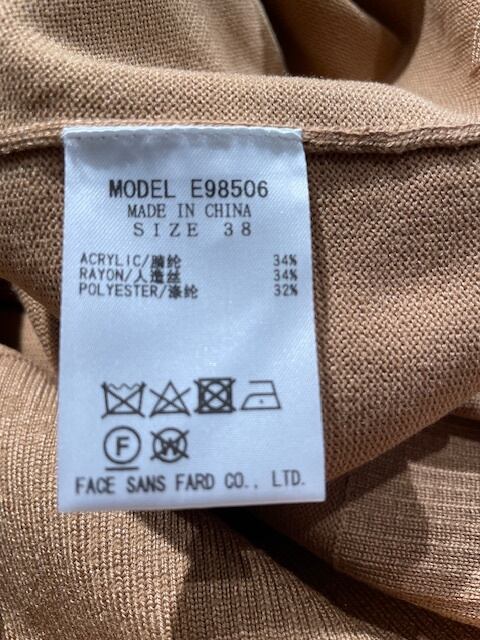 MODEL E98506
MADE IN CHINA
SIZE 38
ACRYLIC/腈纶 34%
RAYON/人造丝 34%
POLYESTER/涤纶 32%
F W
FACE SANS FARD CO., LTD.